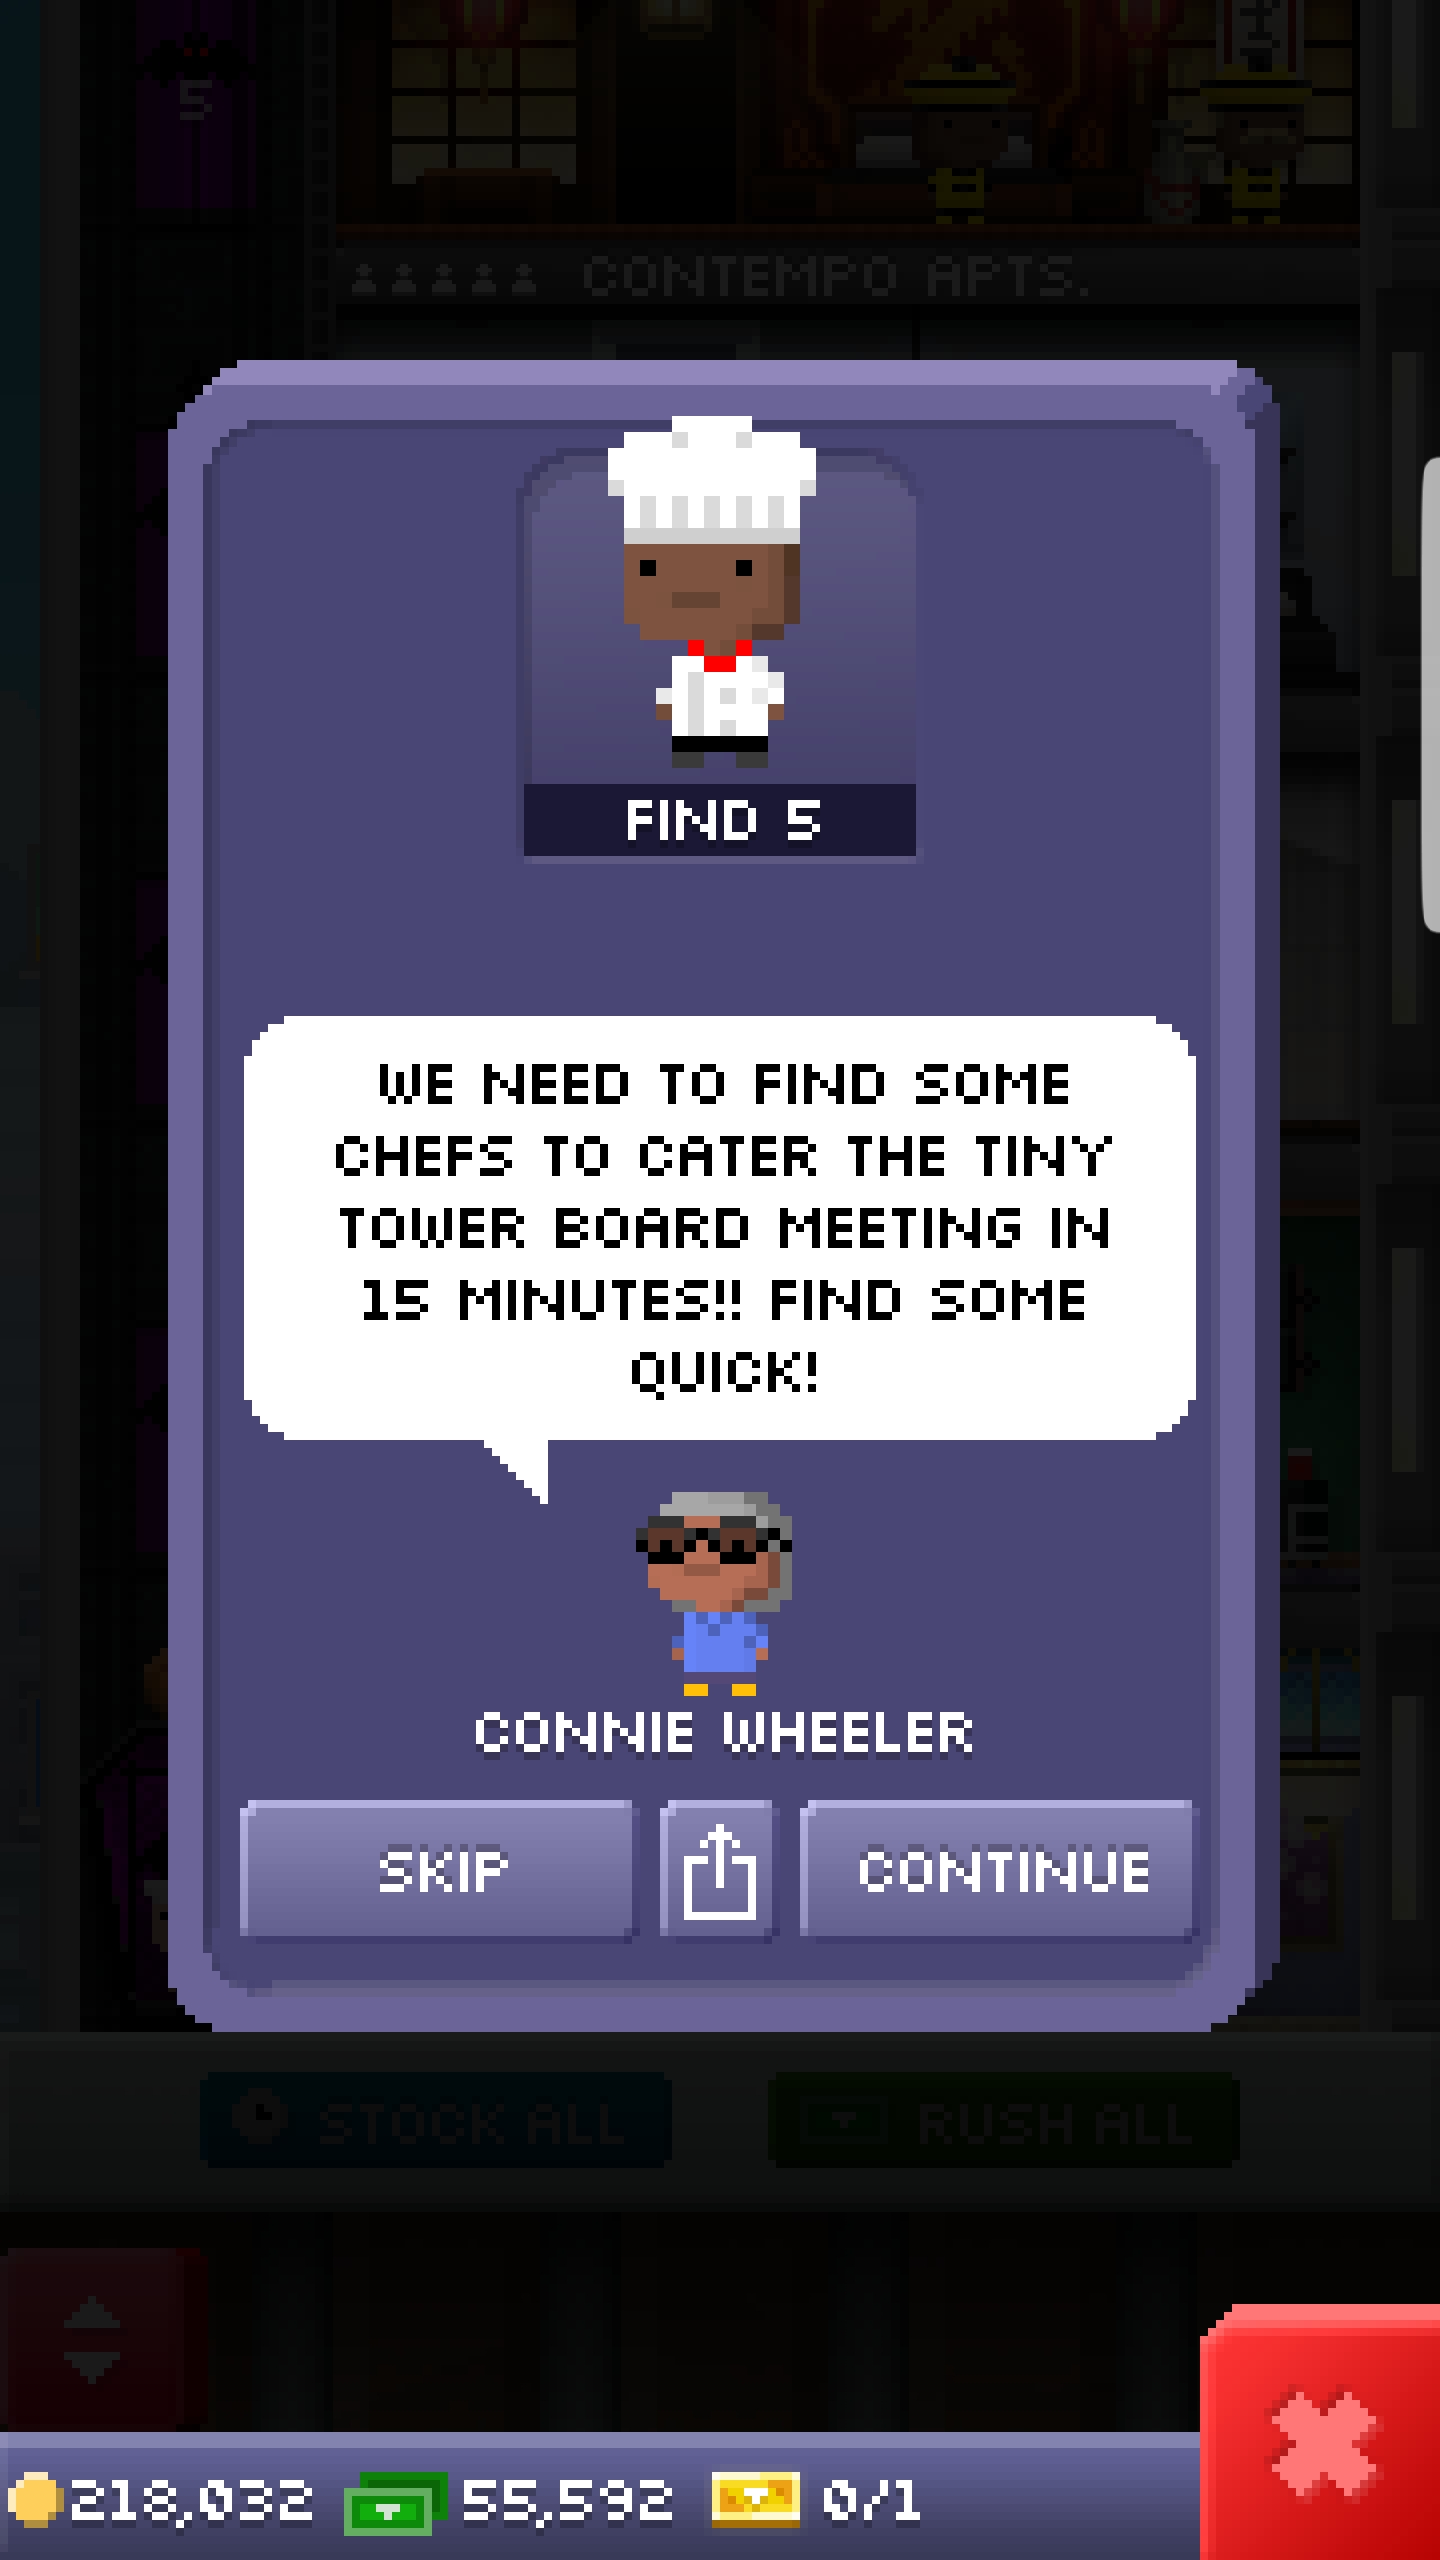 5
CONTEMPO APTS.
FIND 5
WE NEED TO FIND SOME
CHEFS TO CATER THE TINY
TOWER BOARD MEETING IN
15 MINUTES!! FIND SOME
QUICK!
CONNIE WHEELER
SKIP
CONTINUE
STOCK ALL
RUSH ALL
218,032
55,592
0/1